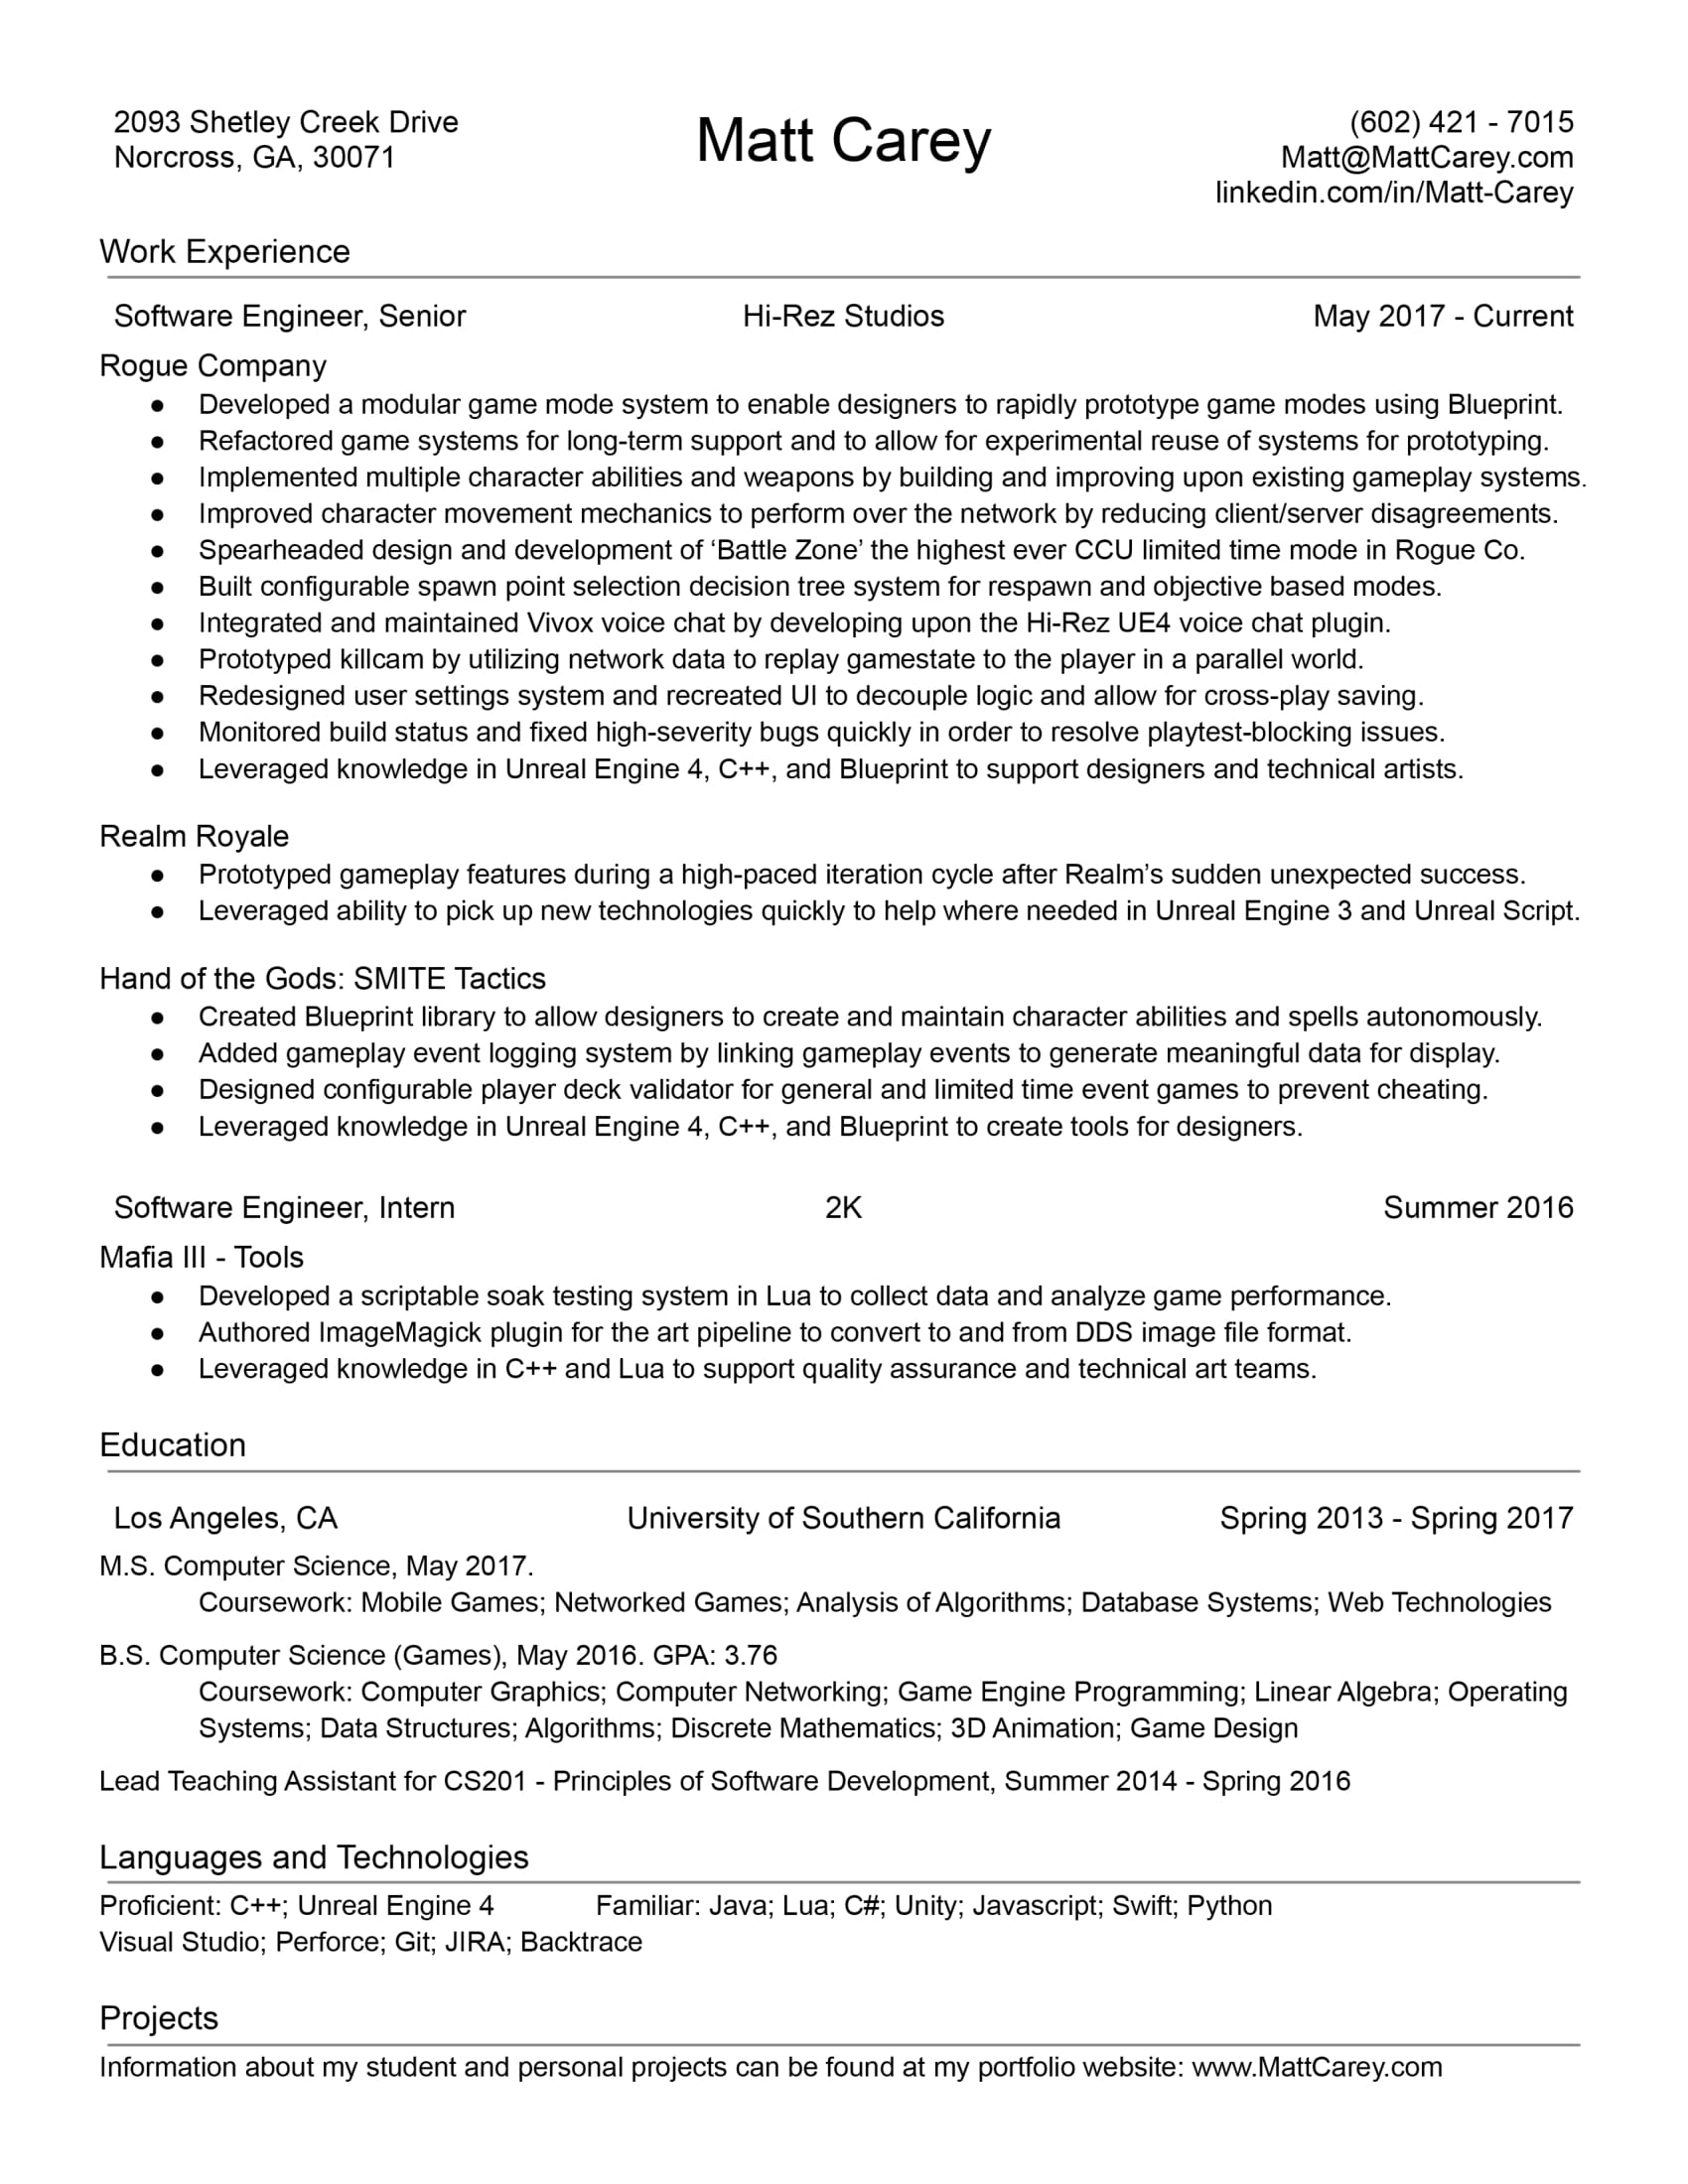 2093 Shetley Creek Drive
Norcross, GA, 30071
Matt Carey
(602) 421 - 7015
Matt@MattCarey.com
linkedin.com/in/Matt-Carey
Work Experience
Software Engineer, Senior Hi-Rez Studios May 2017 - Current
Rogue Company
● Developed a modular game mode system to enable designers to rapidly prototype game modes using Blueprint.
● Refactored game systems for long-term support and to allow for experimental reuse of systems for prototyping.
● Implemented multiple character abilities and weapons by building and improving upon existing gameplay systems.
● Improved character movement mechanics to perform over the network by reducing client/server disagreements.
● Spearheaded design and development of ‘Battle Zone’ the highest ever CCU limited time mode in Rogue Co.
● Built configurable spawn point selection decision tree system for respawn and objective based modes.
● Integrated and maintained Vivox voice chat by developing upon the Hi-Rez UE4 voice chat plugin.
● Prototyped killcam by utilizing network data to replay gamestate to the player in a parallel world.
● Redesigned user settings system and recreated UI to decouple logic and allow for cross-play saving.
● Monitored build status and fixed high-severity bugs quickly in order to resolve playtest-blocking issues.
● Leveraged knowledge in Unreal Engine 4, C++, and Blueprint to support designers and technical artists.
Realm Royale
● Prototyped gameplay features during a high-paced iteration cycle after Realm’s sudden unexpected success.
● Leveraged ability to pick up new technologies quickly to help where needed in Unreal Engine 3 and Unreal Script.
Hand of the Gods: SMITE Tactics
● Created Blueprint library to allow designers to create and maintain character abilities and spells autonomously.
● Added gameplay event logging system by linking gameplay events to generate meaningful data for display.
● Designed configurable player deck validator for general and limited time event games to prevent cheating.
● Leveraged knowledge in Unreal Engine 4, C++, and Blueprint to create tools for designers.
Software Engineer, Intern 2K Summer 2016
Mafia III - Tools
● Developed a scriptable soak testing system in Lua to collect data and analyze game performance.
● Authored ImageMagick plugin for the art pipeline to convert to and from DDS image file format.
● Leveraged knowledge in C++ and Lua to support quality assurance and technical art teams.
Education
Los Angeles, CA University of Southern California Spring 2013 - Spring 2017
M.S. Computer Science, May 2017.
Coursework: Mobile Games; Networked Games; Analysis of Algorithms; Database Systems; Web Technologies
B.S. Computer Science (Games), May 2016. GPA: 3.76
Coursework: Computer Graphics; Computer Networking; Game Engine Programming; Linear Algebra; Operating
Systems; Data Structures; Algorithms; Discrete Mathematics; 3D Animation; Game Design
Lead Teaching Assistant for CS201 - Principles of Software Development, Summer 2014 - Spring 2016
Languages and Technologies
Proficient: C++; Unreal Engine 4 Familiar: Java; Lua; C#; Unity; Javascript; Swift; Python
Visual Studio; Perforce; Git; JIRA; Backtrace
Projects
Information about my student and personal projects can be found at my portfolio website: www.MattCarey.com